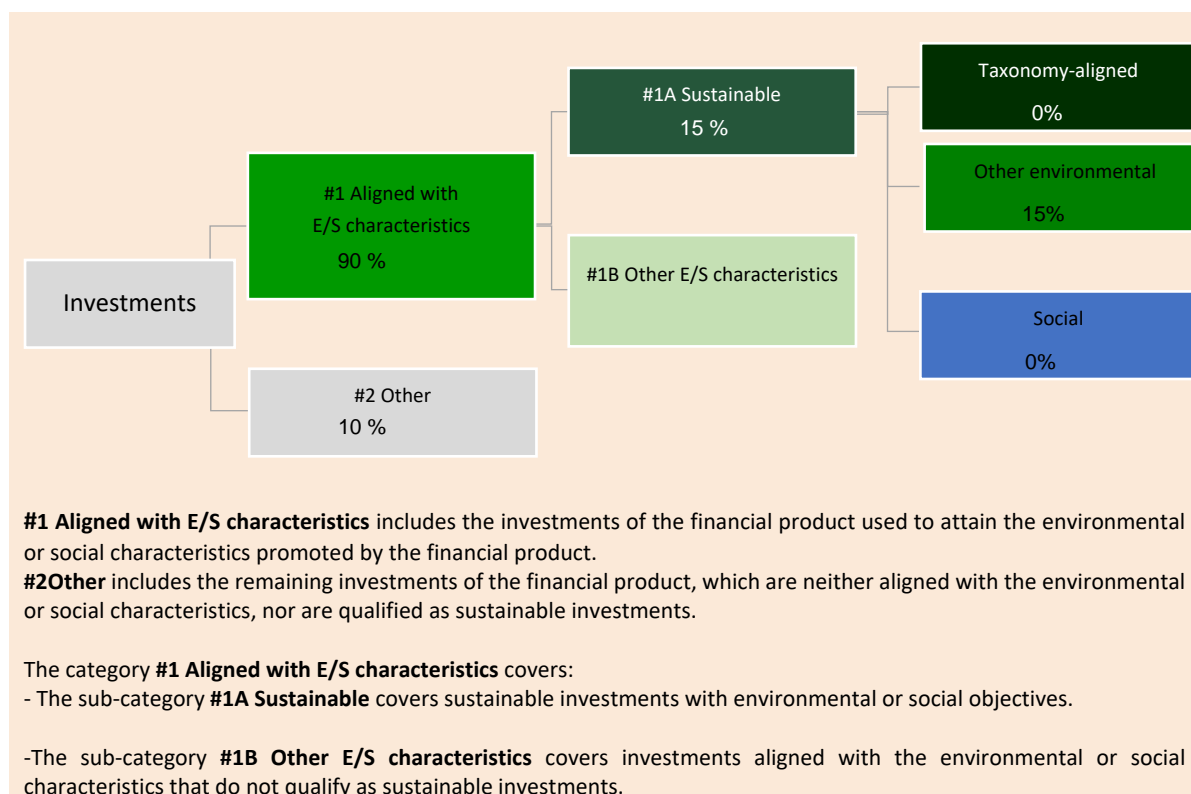 Investments
#1 Aligned with
E/S characteristics
90 %
#2 Other
10 %
#1A Sustainable
15 %
#1B Other E/S characteristics
Taxonomy-aligned
0%
Other environmental
15%
Social
0%
#1 Aligned with E/S characteristics includes the investments of the financial product used to attain the environmental
or social characteristics promoted by the financial product.
#2Other includes the remaining investments of the financial product, which are neither aligned with the environmental
or social characteristics, nor are qualified as sustainable investments.
The category #1 Aligned with E/S characteristics covers:
- The sub-category #1A Sustainable covers sustainable investments with environmental or social objectives.
-The sub-category #1B Other E/S characteristics covers investments aligned with the environmental or social
characteristics that do not qualify as sustainable investments.